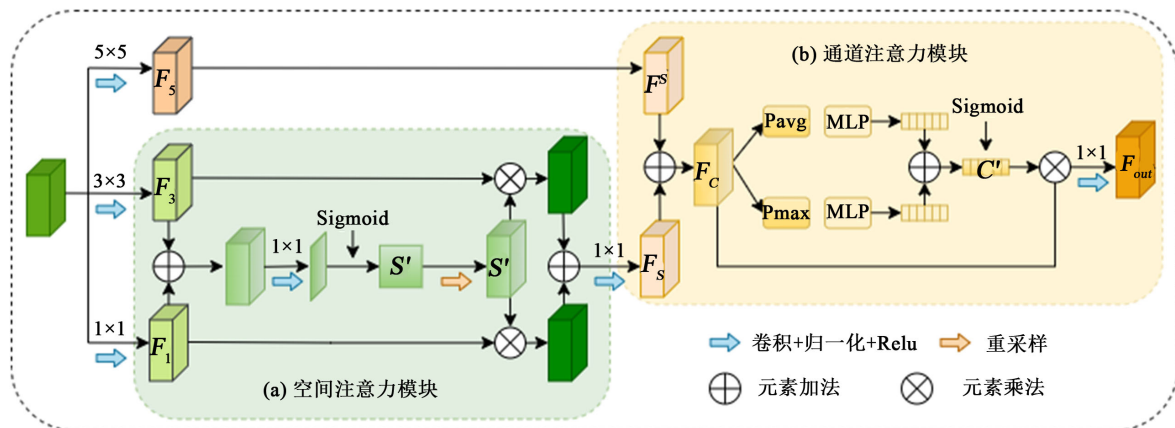 5×5
F5
3×3
F3
1×1
F1
Sigmoid
1×1
S'
S'
1×1
(a) 空间注意力模块
(b) 通道注意力模块
FS'
FS
FC
Pavg
MLP
Pmax
MLP
Sigmoid
C'
1×1
Fout
卷积+归一化+Relu
重采样
元素加法
元素乘法